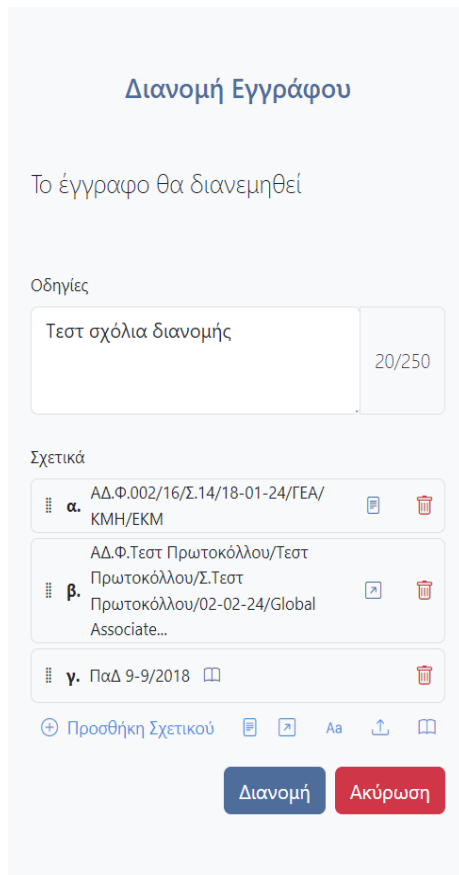 Διανομή Εγγράφου
Το έγγραφο θα διανεμηθεί
Οδηγίες
Τεστ σχόλια διανομής
20/250
Σχετικά
α. ΑΔ.Φ.002/16/Σ.14/18-01-24/ΓΕΑ/
ΚΜΗ/ΕΚΜ
ΑΔ.Φ.Τεστ Πρωτοκόλλου/Τεστ
Πρωτοκόλλου/Σ.Τεστ
β. Πρωτοκόλλου/02-02-24/Global
Associate...
γ. ΠαΔ 9-9/2018
Προσθήκη Σχετικού Aa
Διανομή Ακύρωση